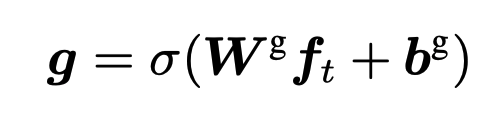 g = σ(W^g f_t + b^g)